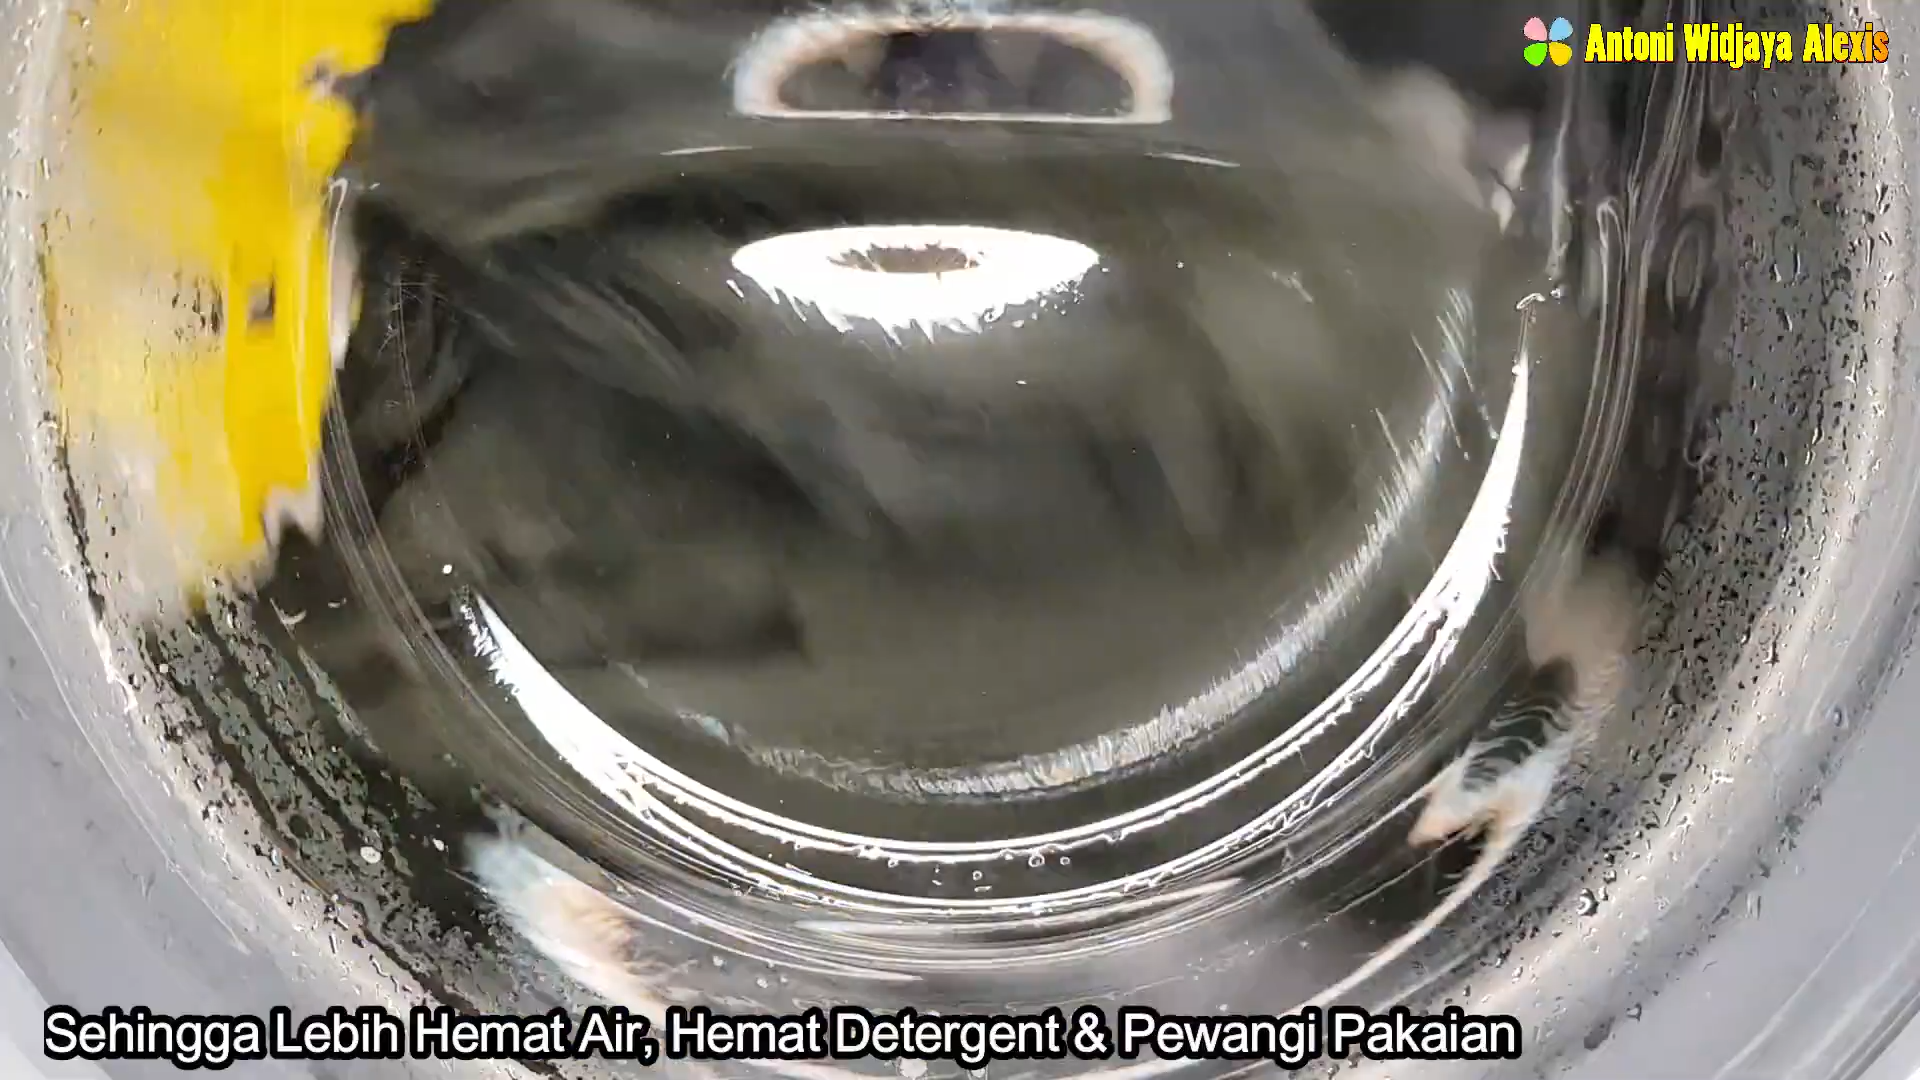 Antoni Widjaya Alexis
Sehingga Lebih Hemat Air, Hemat Detergent & Pewangi Pakaian